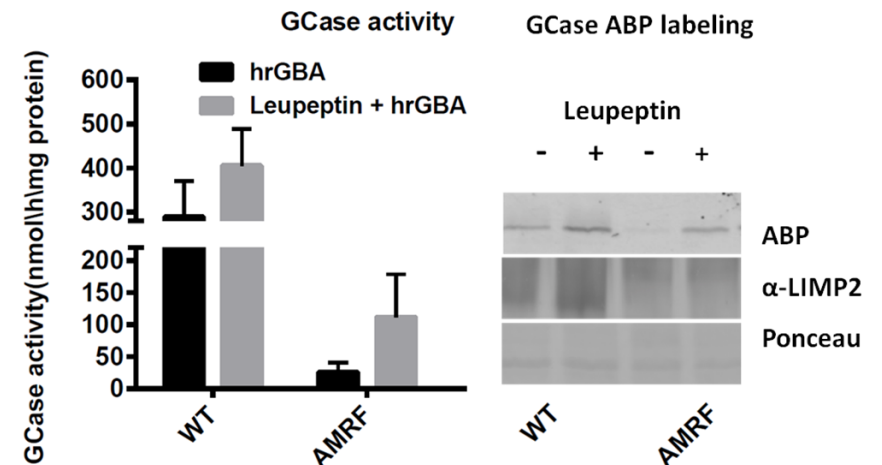 GCase activity
GCase ABP labeling
hrGBA
Leupeptin + hrGBA
GCase activity(nmol\h\mg protein)
600
500
400
300
200
150
100
50
0
WT
AMRF
Leupeptin
- + - +
ABP
α-LIMP2
Ponceau
WT
AMRF